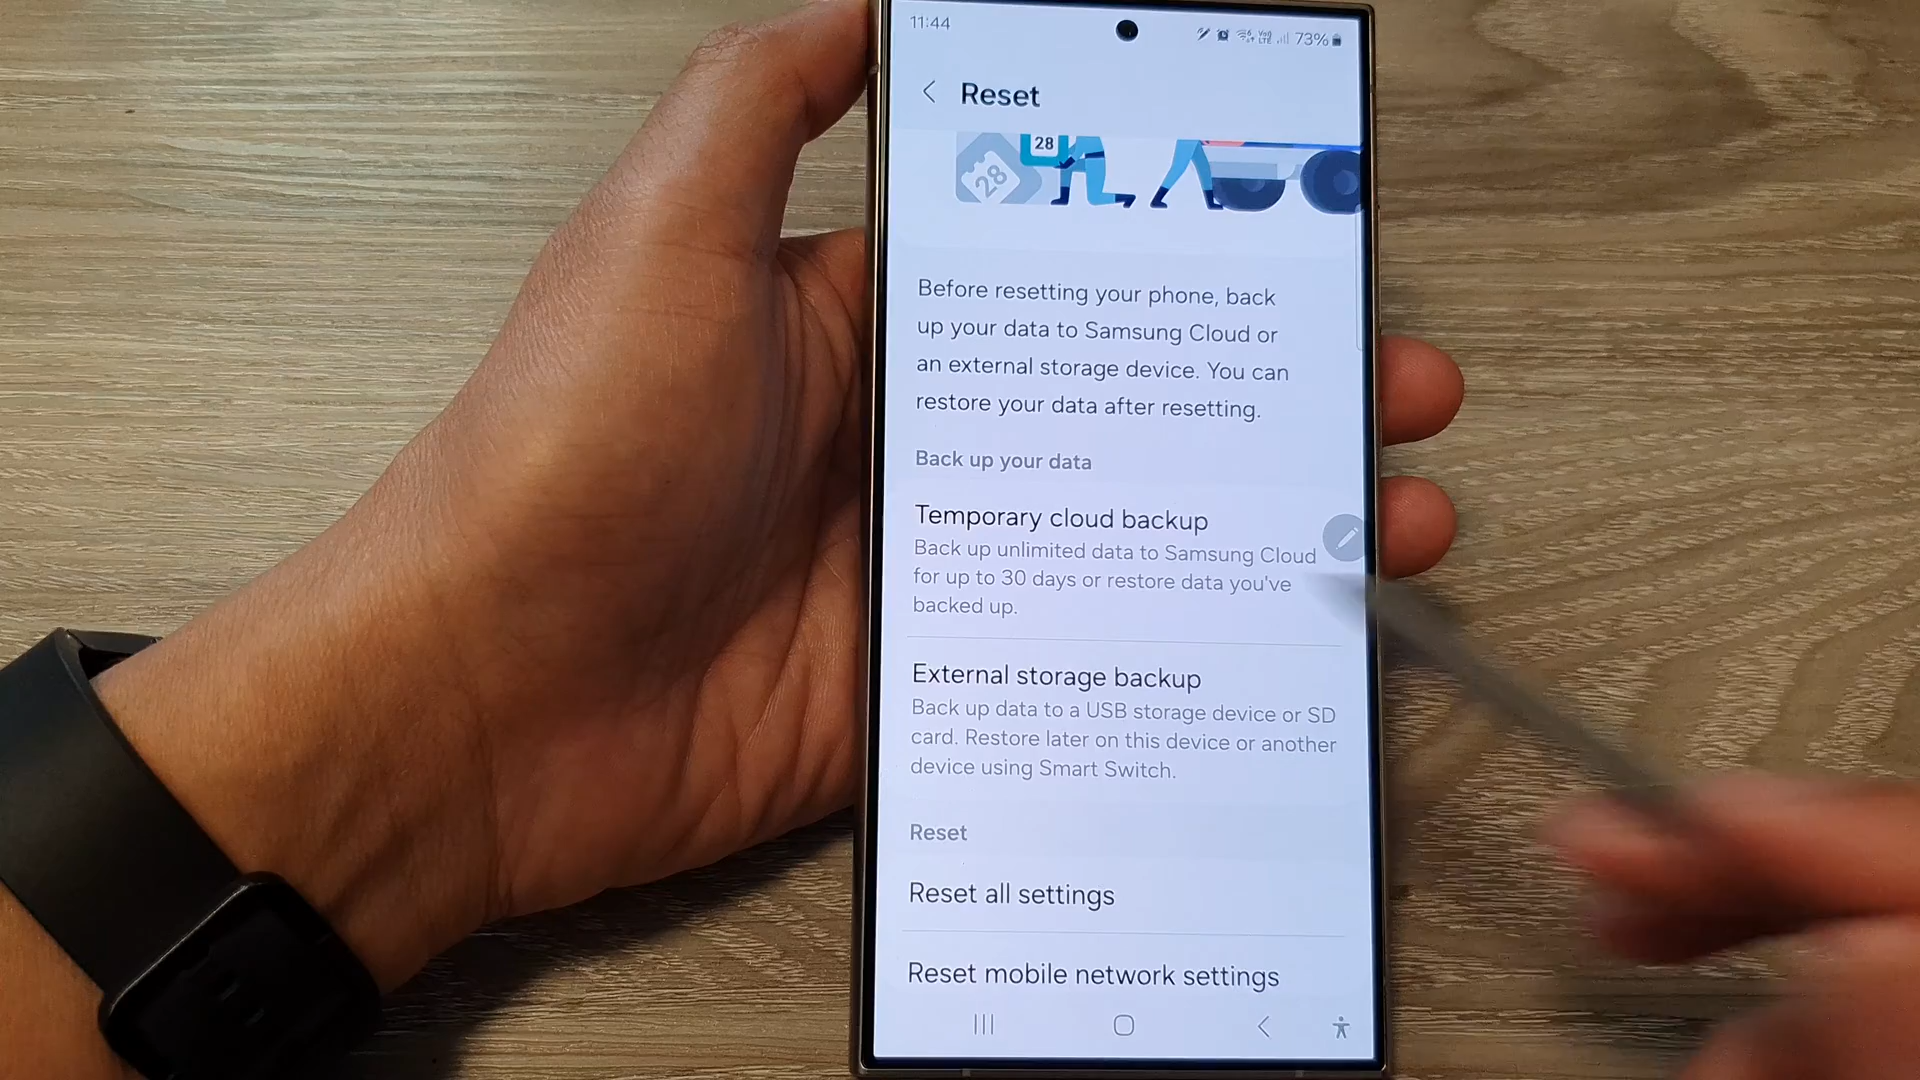 11:44
73%
Reset
28
28
Before resetting your phone, back
up your data to Samsung Cloud or
an external storage device. You can
restore your data after resetting.
Back up your data
Temporary cloud backup
Back up unlimited data to Samsung Cloud
for up to 30 days or restore data you've
backed up.
External storage backup
Back up data to a USB storage device or SD
card. Restore later on this device or another
device using Smart Switch.
Reset
Reset all settings
Reset mobile network settings